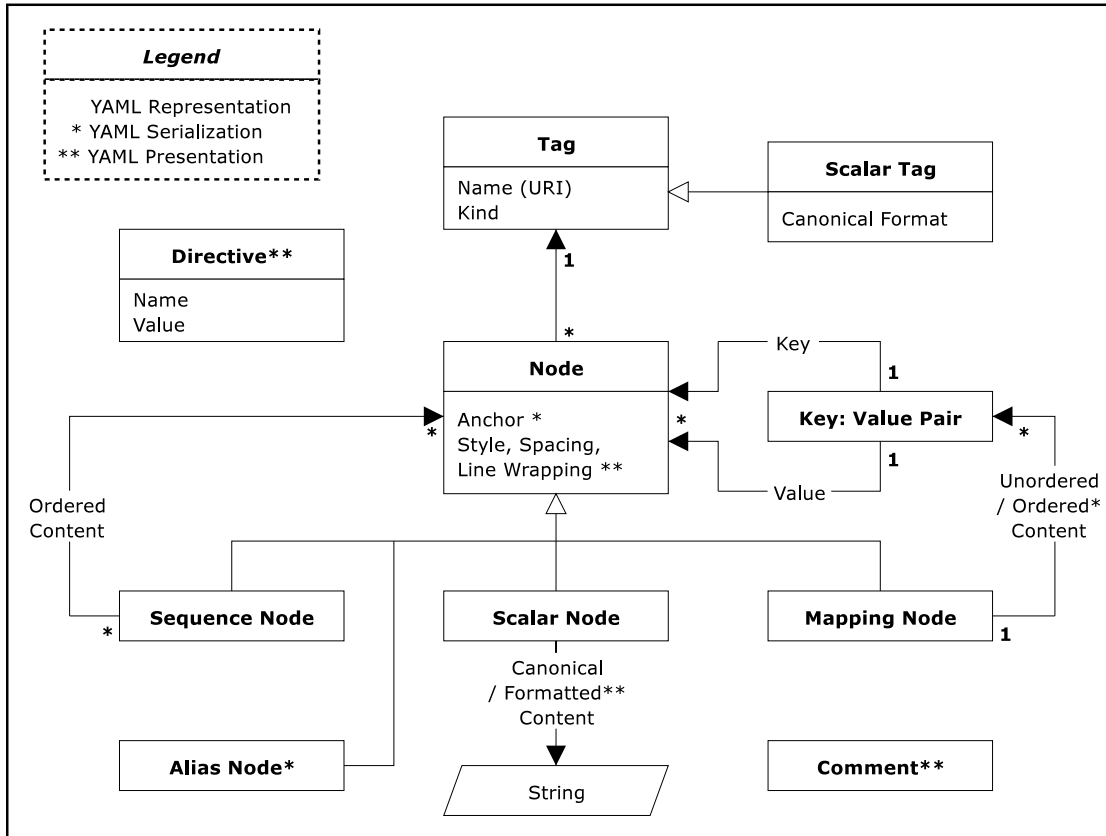 Legend
YAML Representation
* YAML Serialization
** YAML Presentation
Tag
Name (URI)
Kind
Scalar Tag
Canonical Format
1
*
Directive**
Name
Value
Node
Anchor *
Style, Spacing,
Line Wrapping **
Key
1
Key: Value Pair
*
1
Value
*
*
Unordered
/ Ordered*
Content
Ordered
Content
Sequence Node
*
Scalar Node
Mapping Node
1
Canonical
/ Formatted**
Content
Alias Node*
String
Comment**